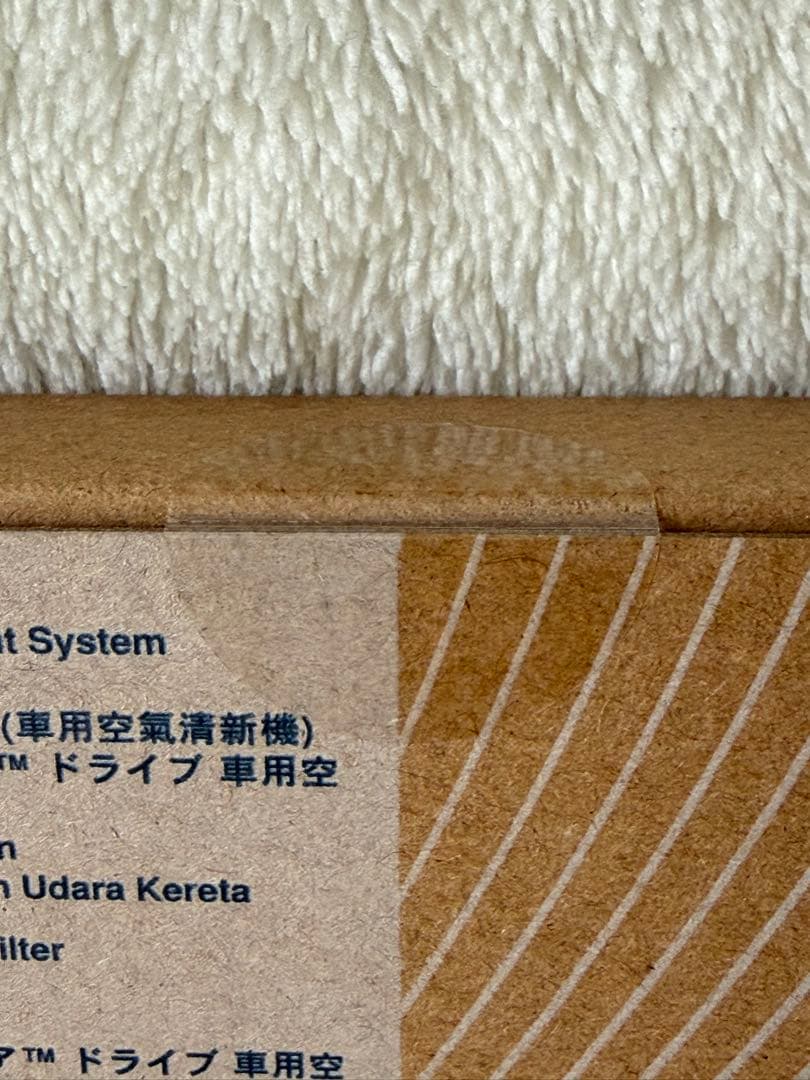 t System
(車用空氣清新機)
™ ドライブ 車用空
n
n Udara Kereta
ilter
ア™ ドライブ 車用空